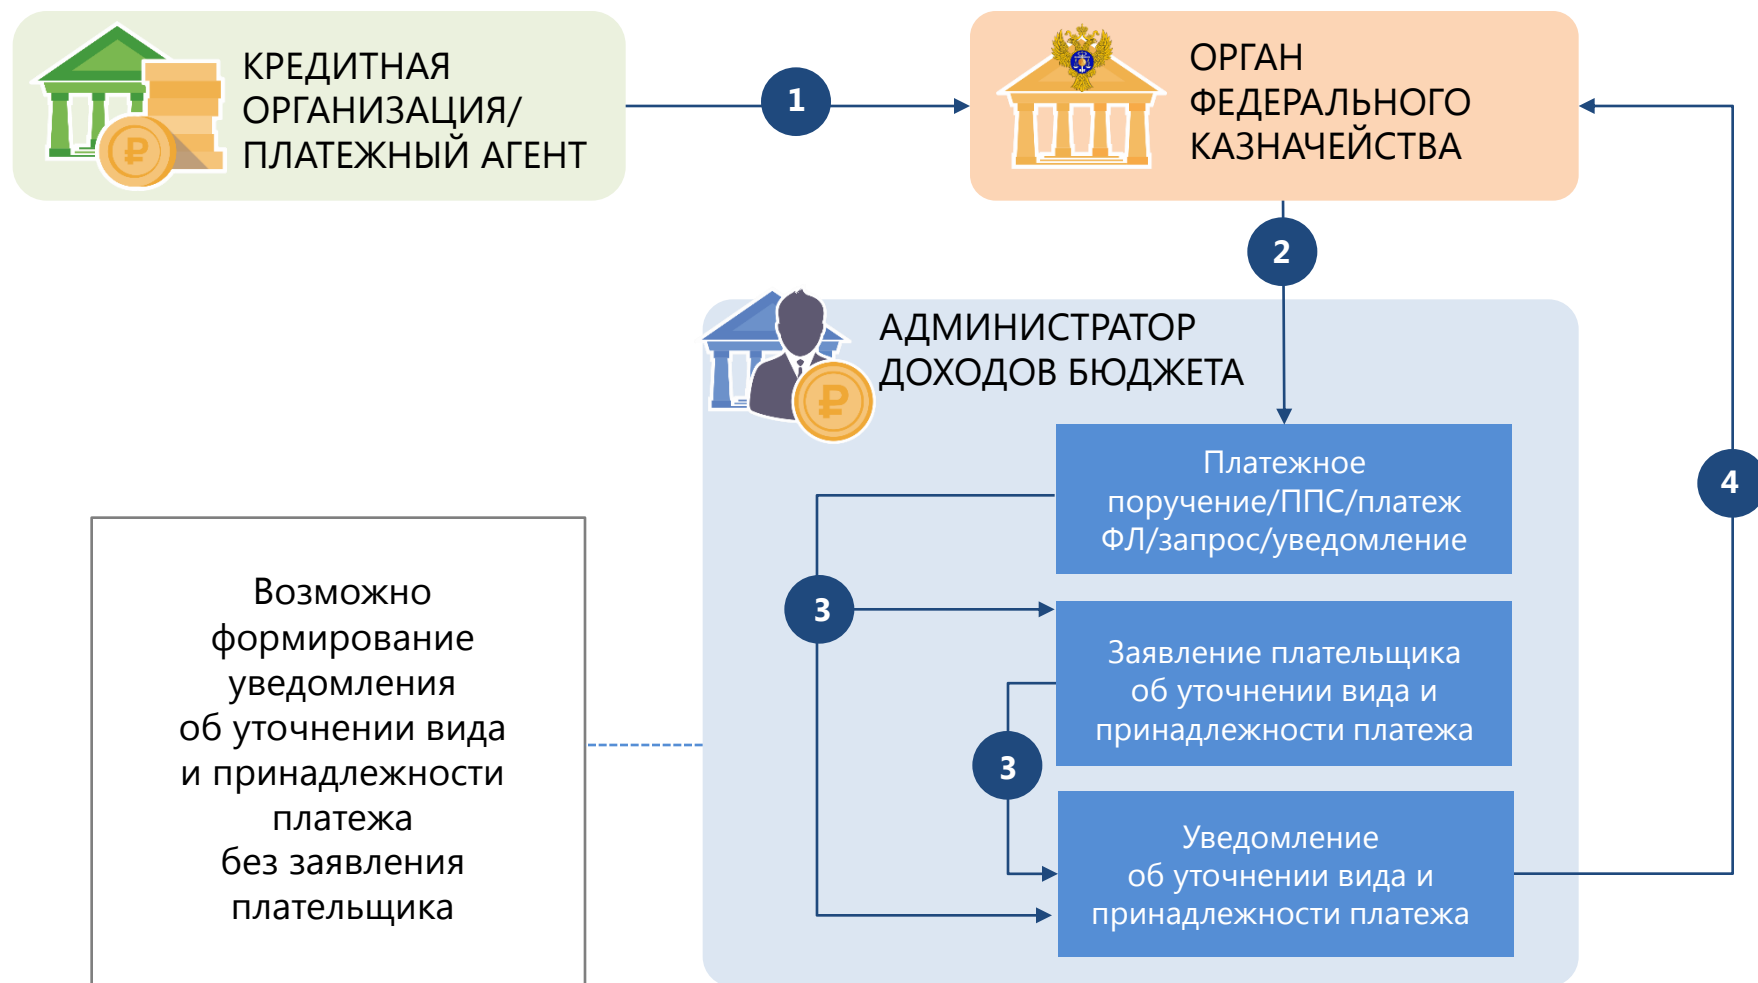 КРЕДИТНАЯ
ОРГАНИЗАЦИЯ/
ПЛАТЕЖНЫЙ АГЕНТ
1
ОРГАН
ФЕДЕРАЛЬНОГО
КАЗНАЧЕЙСТВА
2
АДМИНИСТРАТОР
ДОХОДОВ БЮДЖЕТА
Платежное
поручение/ППС/платеж
ФЛ/запрос/уведомление
4
3
Заявление плательщика
об уточнении вида и
принадлежности платежа
3
Уведомление
об уточнении вида и
принадлежности платежа
Возможно
формирование
уведомления
об уточнении вида
и принадлежности
платежа
без заявления
плательщика